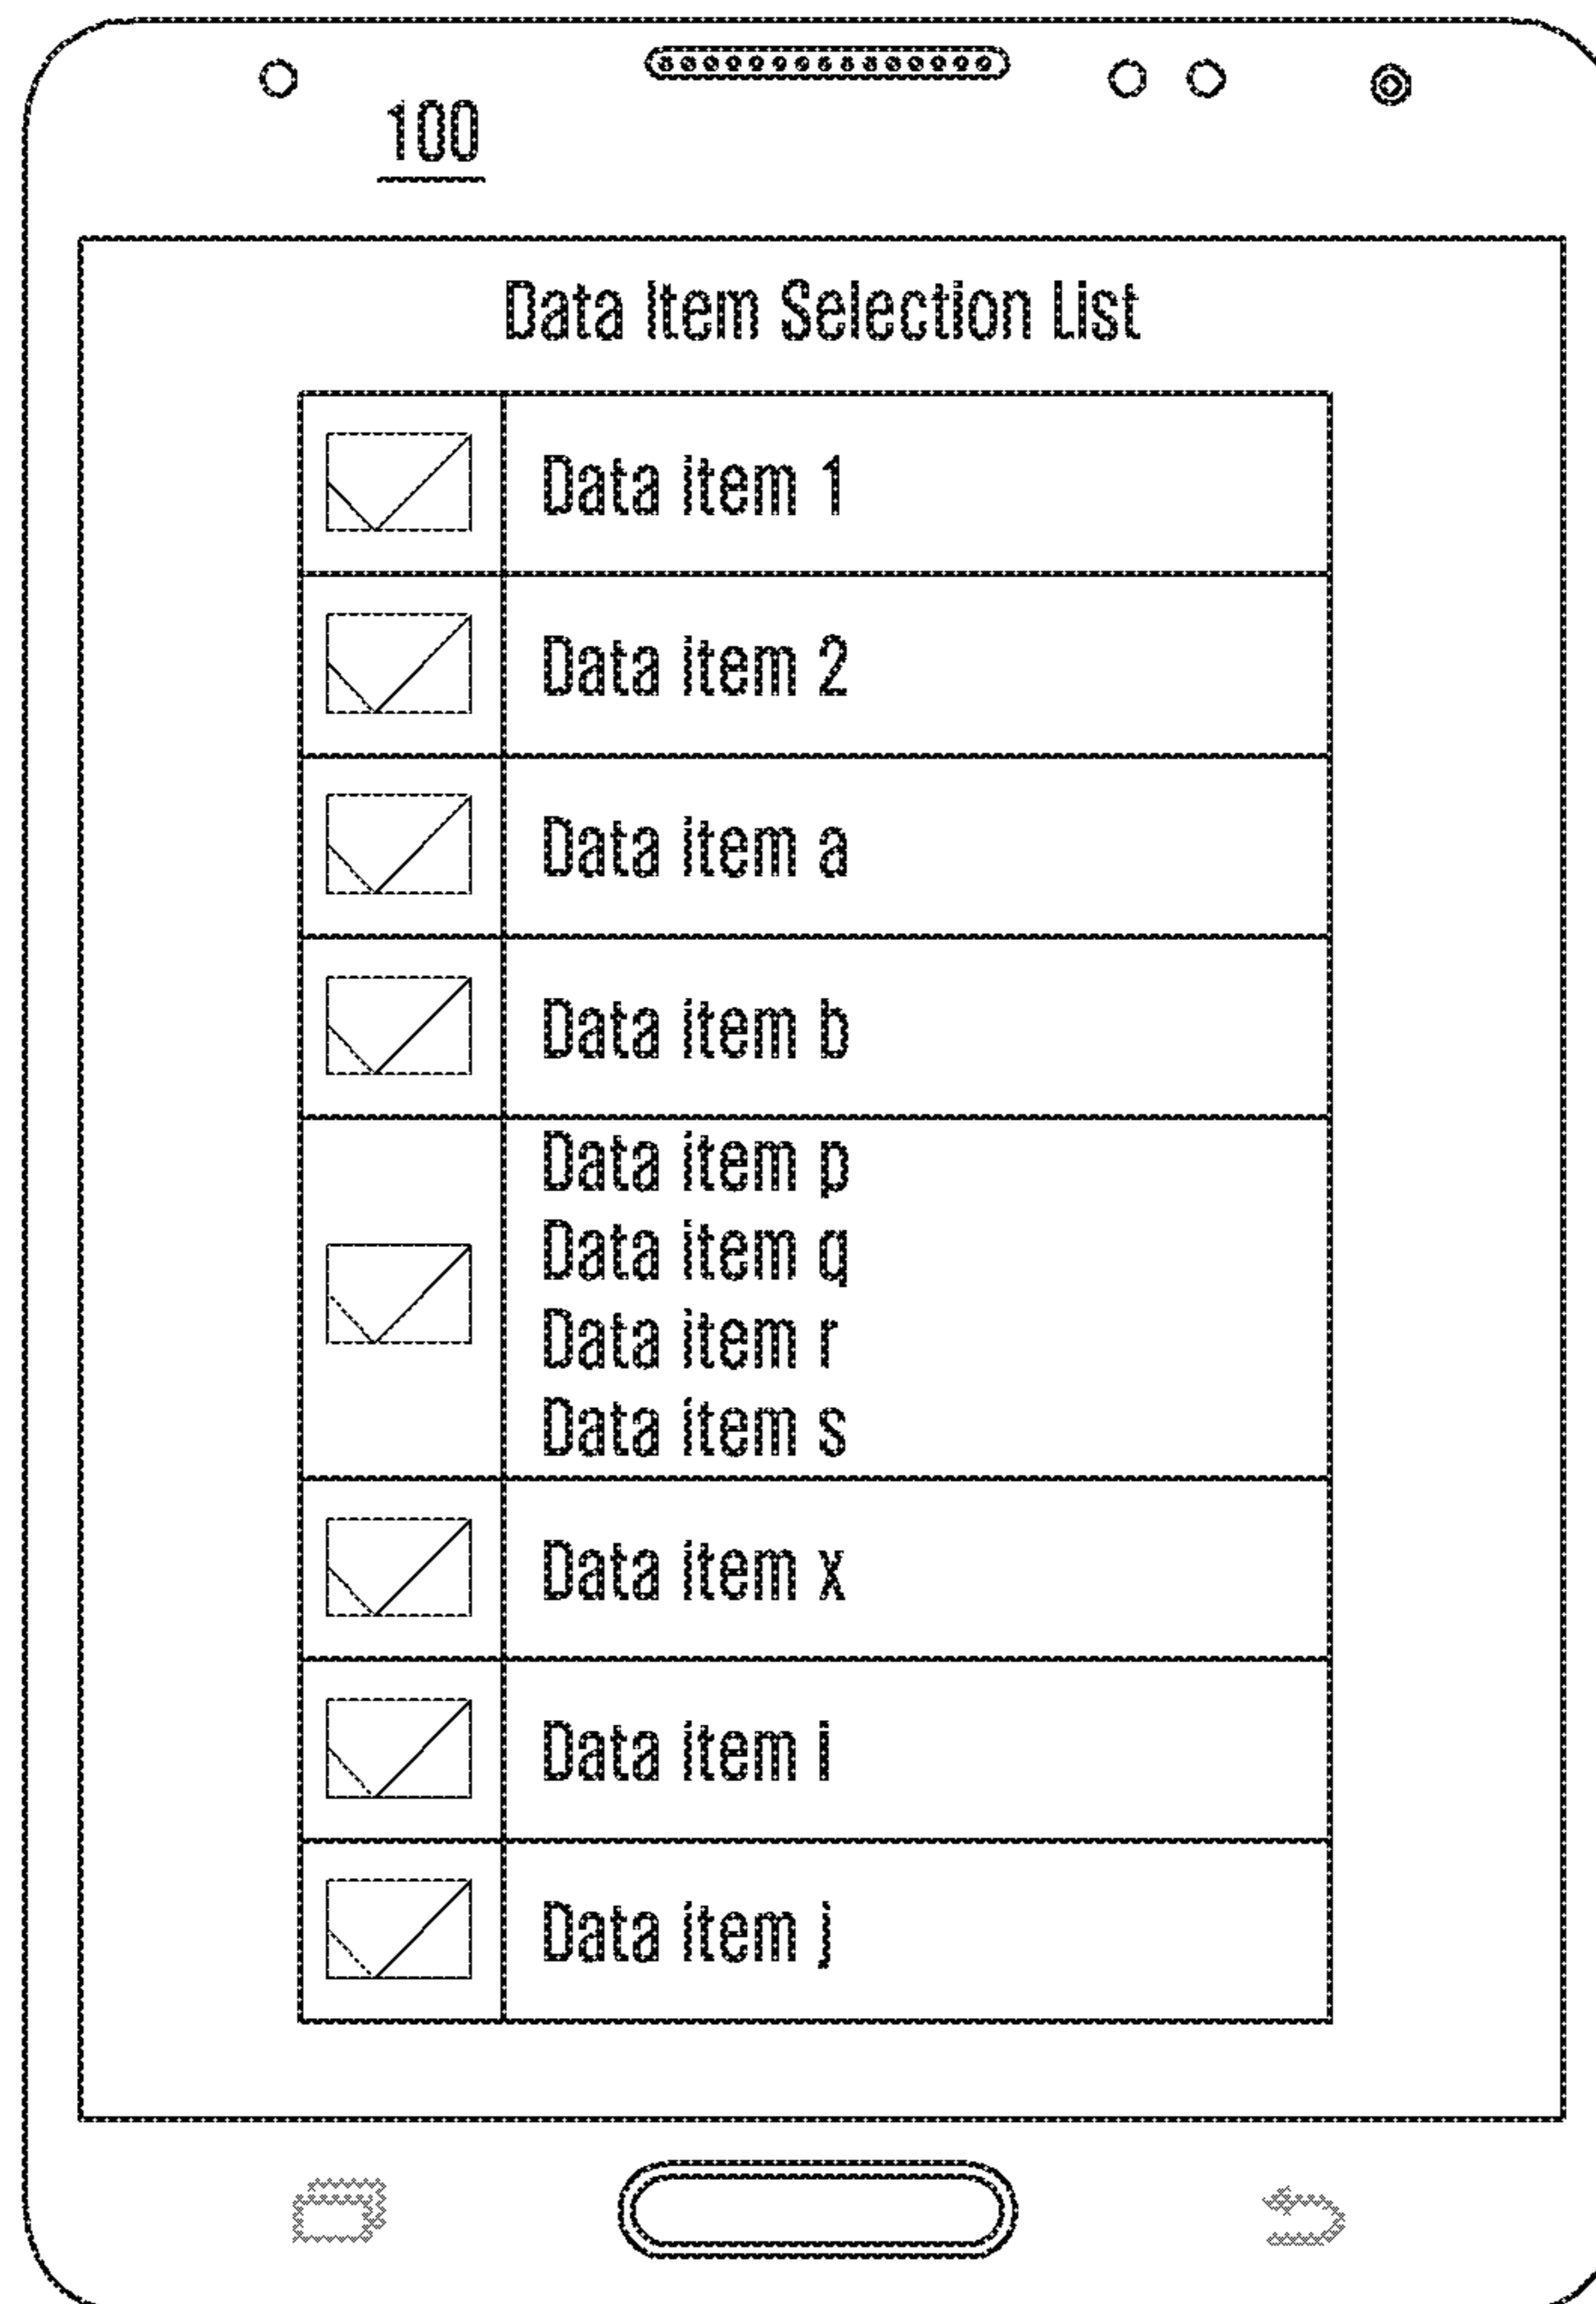 100
Data Item Selection List
Data item 1
Data item 2
Data item a
Data item b
Data item p
Data item q
Data item r
Data item s
Data item x
Data item i
Data item j